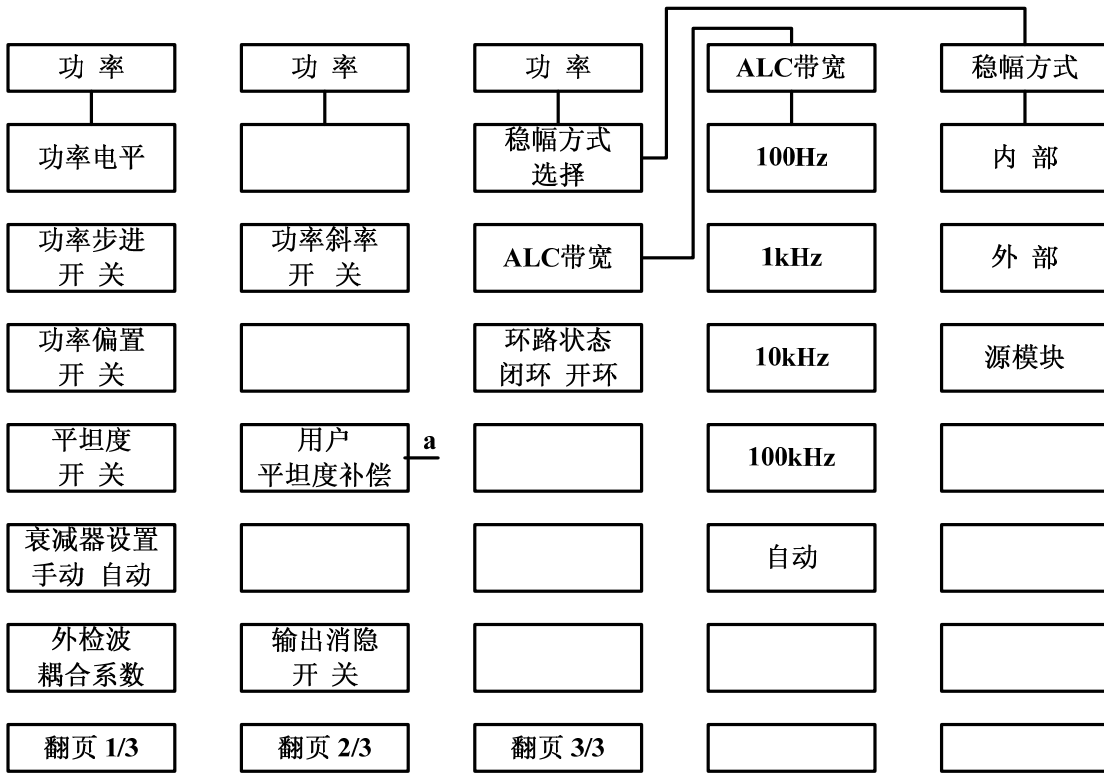 功 率
功率电平
功率步进
开 关
功率偏置
开 关
平坦度
开 关
衰减器设置
手动 自动
外检波
耦合系数
翻页 1/3
功 率
功率斜率
开 关
用户
平坦度补偿
a
输出消隐
开 关
翻页 2/3
功 率
稳幅方式
选择
ALC带宽
环路状态
闭环 开环
翻页 3/3
ALC带宽
100Hz
1kHz
10kHz
100kHz
自动
稳幅方式
内 部
外 部
源模块